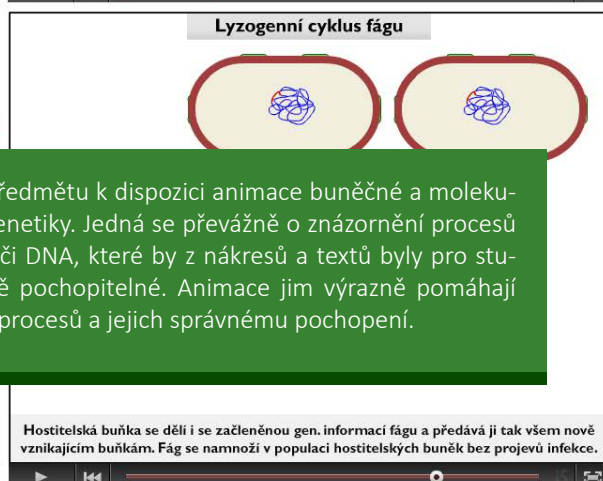 Lyzogenní cyklus fágu
ředmětu k dispozici animace buněčné a moleku-
enetiky. Jedná se převážně o znázornění procesů
či DNA, které by z nákresů a textů byly pro stu-
ě pochopitelné. Animace jim výrazně pomáhají
procesů a jejich správnému pochopení.
Hostitelská buňka se dělí i se začleněnou gen. informací fágu a předává ji tak všem nově
vznikajícím buňkám. Fág se namnoží v populaci hostitelských buněk bez projevů infekce.